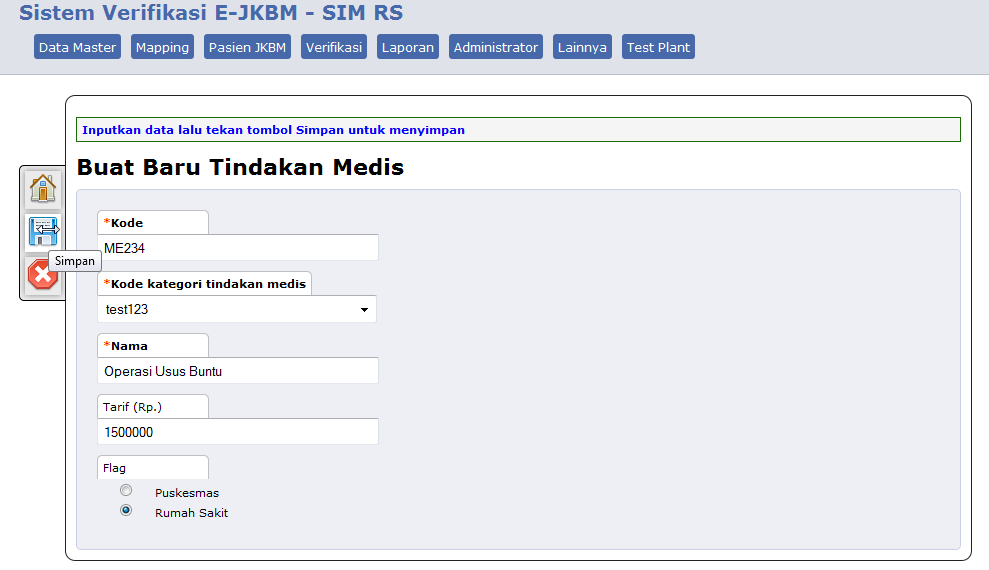 Sistem Verifikasi E-JKBM - SIM RS
Data Master Mapping Pasien JKBM Verifikasi Laporan Administrator Lainnya Test Plant
Inputkan data lalu tekan tombol Simpan untuk menyimpan
Buat Baru Tindakan Medis
*Kode
ME234
Simpan
*Kode kategori tindakan medis
test123
*Nama
Operasi Usus Buntu
Tarif (Rp.)
1500000
Flag
Puskesmas
Rumah Sakit